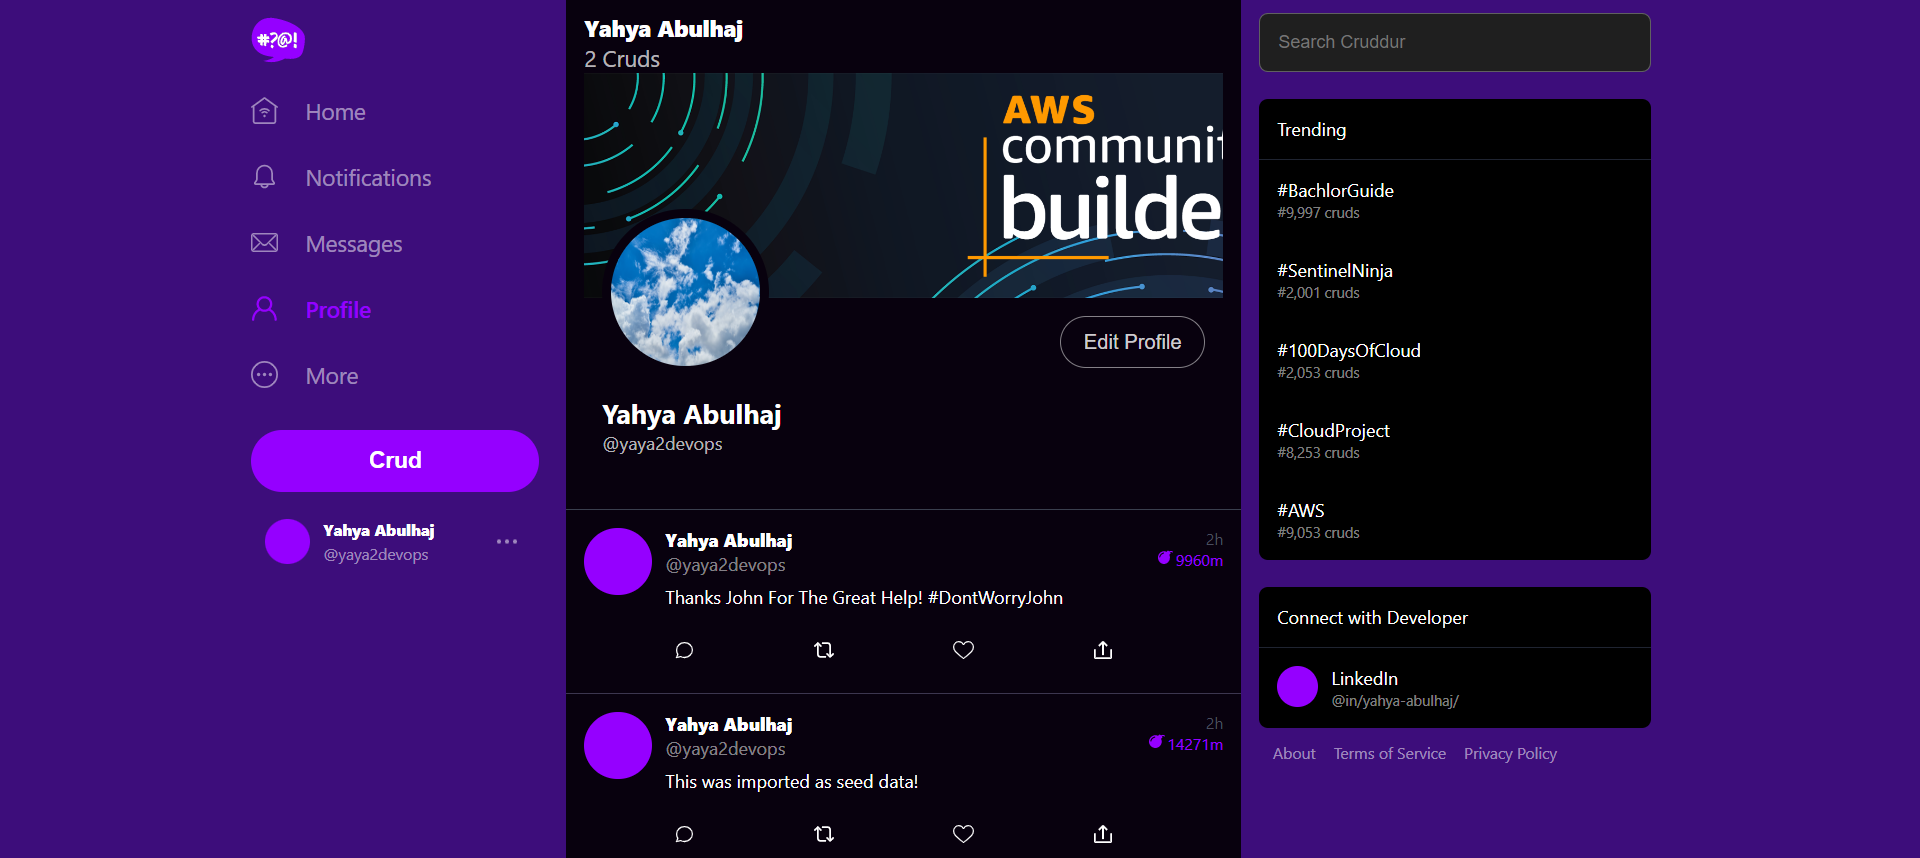 #?@!
Home
Notifications
Messages
Profile
More
Crud
Yahya Abulhaj
@yaya2devops
Yahya Abulhaj
2 Cruds
AWS
communit
builde
Edit Profile
Yahya Abulhaj
@yaya2devops
Yahya Abulhaj
2h
@yaya2devops
9960m
Thanks John For The Great Help! #DontWorryJohn
Yahya Abulhaj
2h
@yaya2devops
14271m
This was imported as seed data!
Search Cruddur
Trending
#BachlorGuide
#9,997 cruds
#SentinelNinja
#2,001 cruds
#100DaysOfCloud
#2,053 cruds
#CloudProject
#8,253 cruds
#AWS
#9,053 cruds
Connect with Developer
LinkedIn
@in/yahya-abulhaj/
About
Terms of Service
Privacy Policy